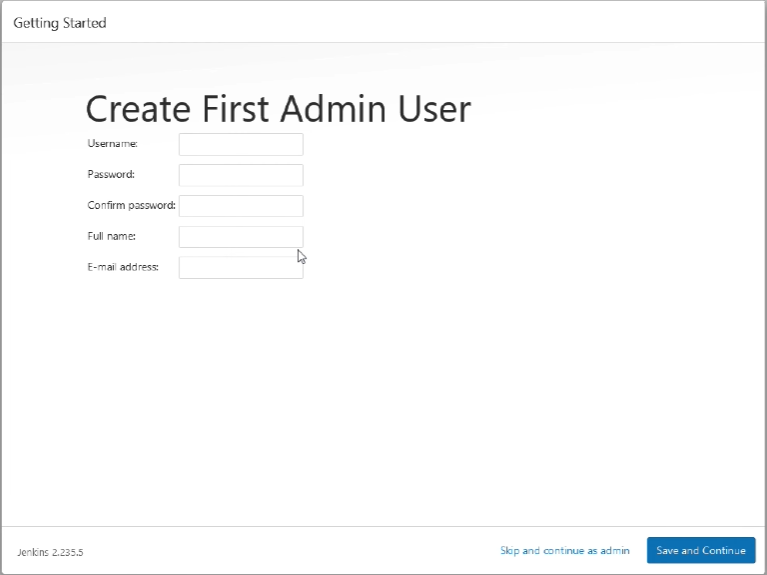 Getting Started
Create First Admin User
Username:
Password:
Confirm password:
Full name:
E-mail address:
Jenkins 2.235.5
Skip and continue as admin
Save and Continue